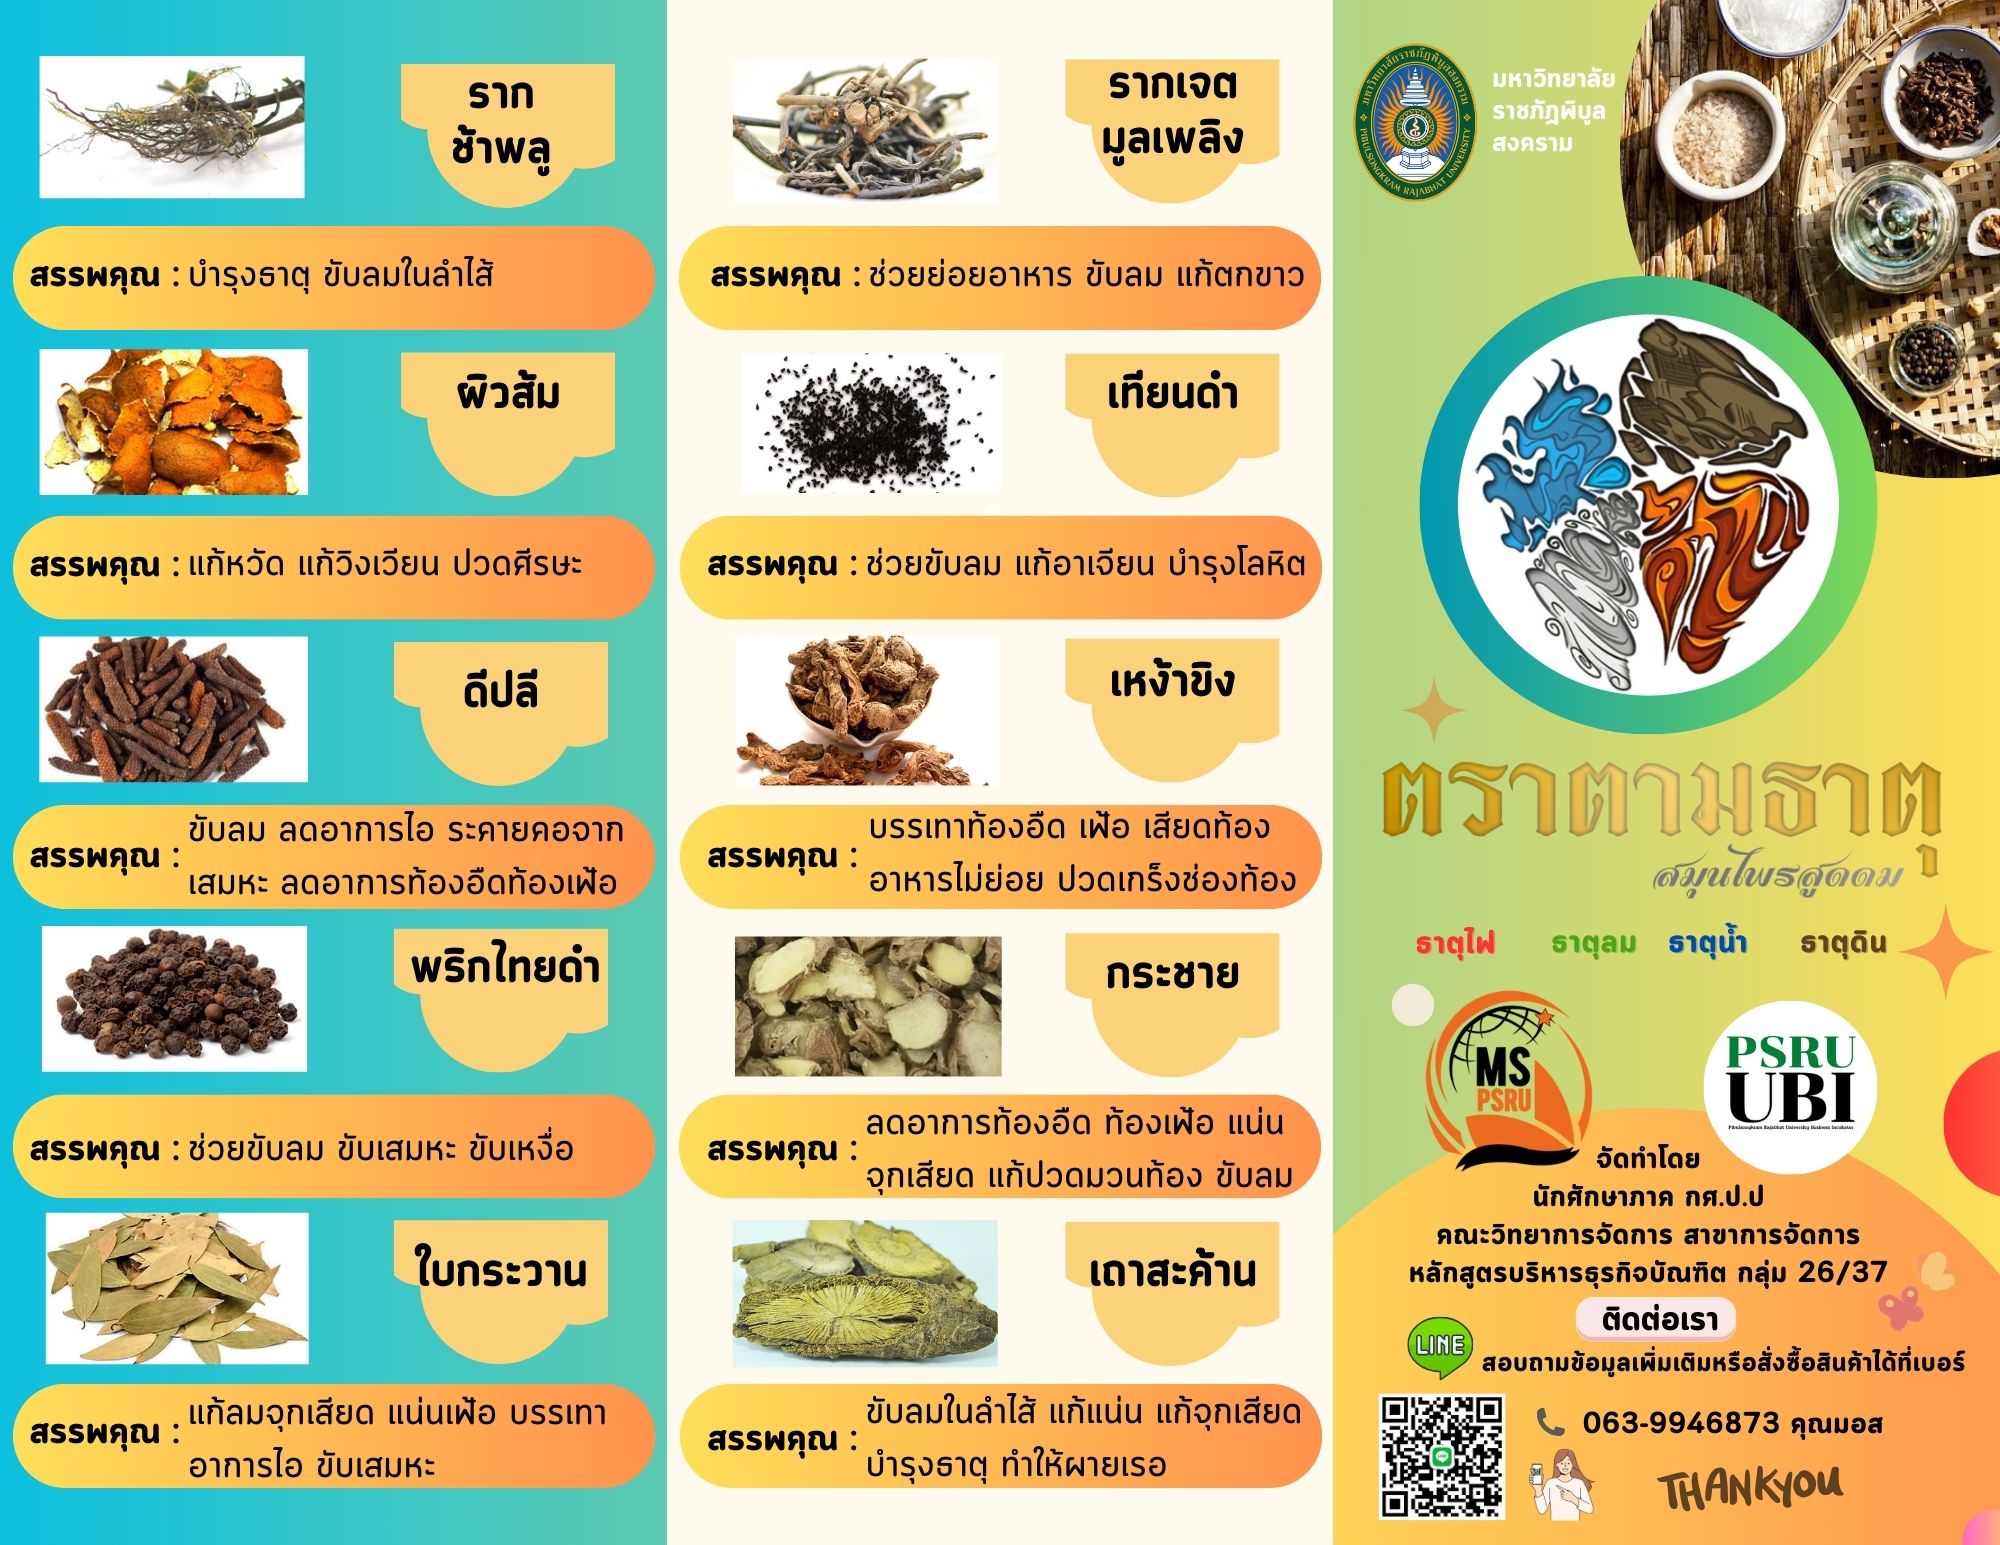 ราก
ช้าพลู
สรรพคุณ : บำรุงธาตุ ขับลมในลำไส้
ผิวส้ม
สรรพคุณ : แก้หวัด แก้วิงเวียน ปวดศีรษะ
ดีปลี
สรรพคุณ : ขับลม ลดอาการไอ ระคายคอจาก
เสมหะ ลดอาการท้องอืดท้องเฟ้อ
พริกไทยดำ
สรรพคุณ : ช่วยขับลม ขับเสมหะ ขับเหงื่อ
ใบกระวาน
สรรพคุณ : แก้ลมจุกเสียด แน่นเฟ้อ บรรเทา
อาการไอ ขับเสมหะ
รากเจต
มูลเพลิง
สรรพคุณ : ช่วยย่อยอาหาร ขับลม แก้ตกขาว
เทียนดำ
สรรพคุณ : ช่วยขับลม แก้อาเจียน บำรุงโลหิต
เหง้าขิง
สรรพคุณ : บรรเทาท้องอืด เฟ้อ เสียดท้อง
อาหารไม่ย่อย ปวดเกร็งช่องท้อง
กระชาย
สรรพคุณ : ลดอาการท้องอืด ท้องเฟ้อ แน่น
จุกเสียด แก้ปวดมวนท้อง ขับลม
เถาสะค้าน
สรรพคุณ : ขับลมในลำไส้ แก้แน่น แก้จุกเสียด
บำรุงธาตุ ทำให้ผายเรอ
มหาวิทยาลัยราชภัฏพิบูลสงคราม
PIBULSONGKRAM RAJABHAT UNIVERSITY
มหาวิทยาลัย
ราชภัฏพิบูล
สงคราม
ตราตามธาตุ
สมุนไพรสูดดม
ธาตุไฟ ธาตุลม ธาตุน้ำ ธาตุดิน
MS
PSRU
PSRU
UBI
Pibulsongkram Rajabhat University Business Incubator
จัดทำโดย
นักศึกษาภาค กศ.ป.ป
คณะวิทยาการจัดการ สาขาการจัดการ
หลักสูตรบริหารธุรกิจบัณฑิต กลุ่ม 26/37
ติดต่อเรา
LINE
สอบถามข้อมูลเพิ่มเติมหรือสั่งซื้อสินค้าได้ที่เบอร์
063-9946873 คุณมอส
THANKYOU